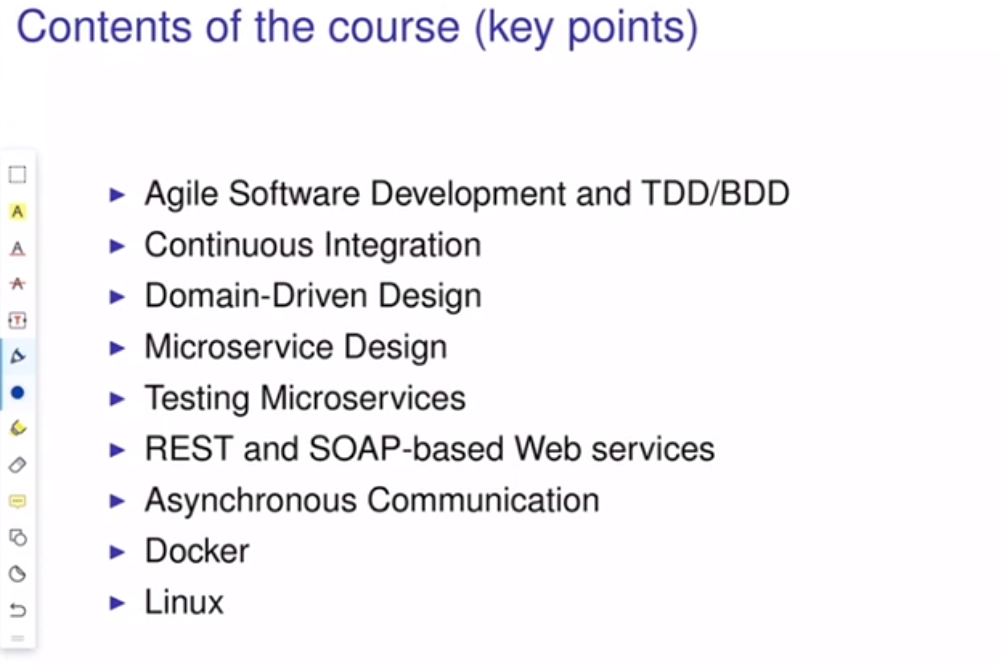 Contents of the course (key points)
Agile Software Development and TDD/BDD
Continuous Integration
Domain-Driven Design
Microservice Design
Testing Microservices
REST and SOAP-based Web services
Asynchronous Communication
Docker
Linux
A
A
A
T